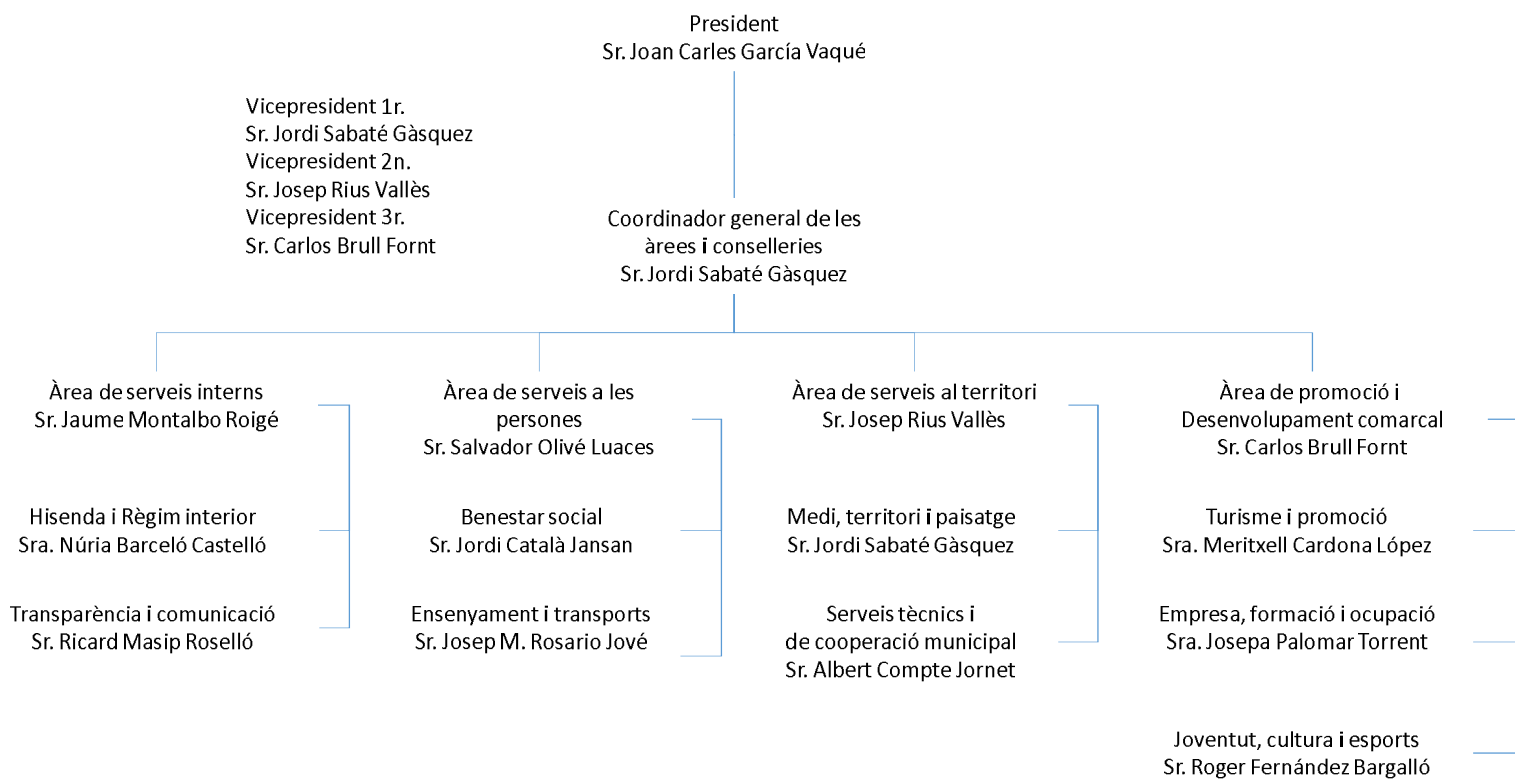 President
Sr. Joan Carles García Vaqué
Vicepresident 1r.
Sr. Jordi Sabaté Gàsquez
Vicepresident 2n.
Sr. Josep Rius Vallès
Vicepresident 3r.
Sr. Carlos Brull Fornt
Coordinador general de les
àrees i conselleries
Sr. Jordi Sabaté Gàsquez
Àrea de serveis interns
Sr. Jaume Montalbo Roigé
Hisenda i Règim interior
Sra. Núria Barceló Castelló
Transparència i comunicació
Sr. Ricard Masip Roselló
Àrea de serveis a les
persones
Sr. Salvador Olivé Luaces
Benestar social
Sr. Jordi Català Jansan
Ensenyament i transports
Sr. Josep M. Rosario Jové
Àrea de serveis al territori
Sr. Josep Rius Vallès
Medi, territori i paisatge
Sr. Jordi Sabaté Gàsquez
Serveis tècnics i
de cooperació municipal
Sr. Albert Compte Jornet
Àrea de promoció i
Desenvolupament comarcal
Sr. Carlos Brull Fornt
Turisme i promoció
Sra. Meritxell Cardona López
Empresa, formació i ocupació
Sra. Josepa Palomar Torrent
Joventut, cultura i esports
Sr. Roger Fernández Bargalló